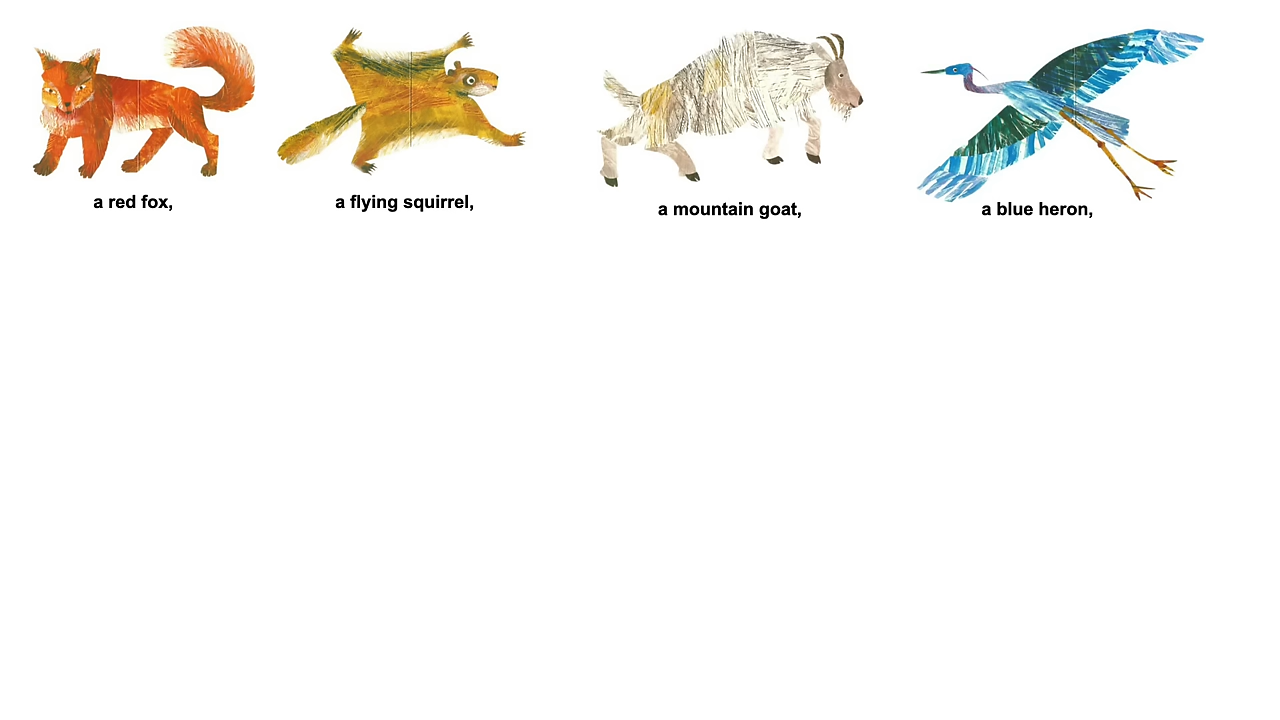 a red fox,
a flying squirrel,
a mountain goat,
a blue heron,